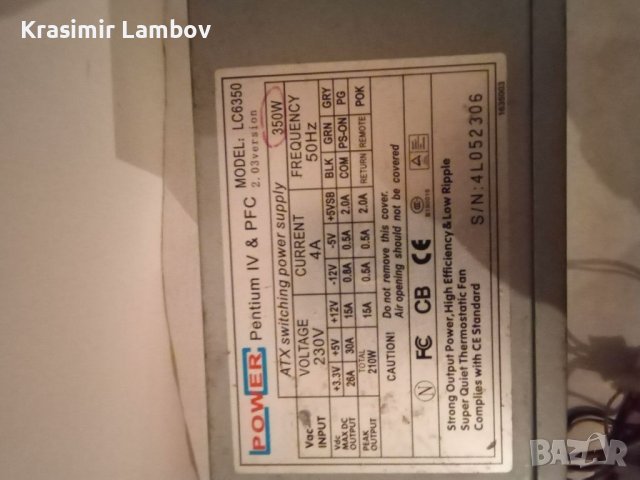 Krasimir Lambov
POWER Pentium IV & PFC MODEL: LC6350
2.03version
ATX switching power supply 350W
Vac INPUT VOLTAGE 230V CURRENT 4A FREQUENCY 50Hz
Vdc +3.3V +5V +12V -12V -5V +5VSB BLK GRN GRY
MAX DC OUTPUT 26A 30A 15A 0.8A 0.5A 2.0A COM PS-ON PG
PEAK OUTPUT TOTAL 210W 15A 0.5A 0.5A 2.0A RETURN REMOTE POK
CAUTION! Do not remove this cover.
Air opening should not be covered
N FC CB CE
Strong Output Power,High Efficiency&Low Ripple
Super Quiet Thermostatic Fan
Complies with CE Standard
S/N:4L052306
1635003
bazar